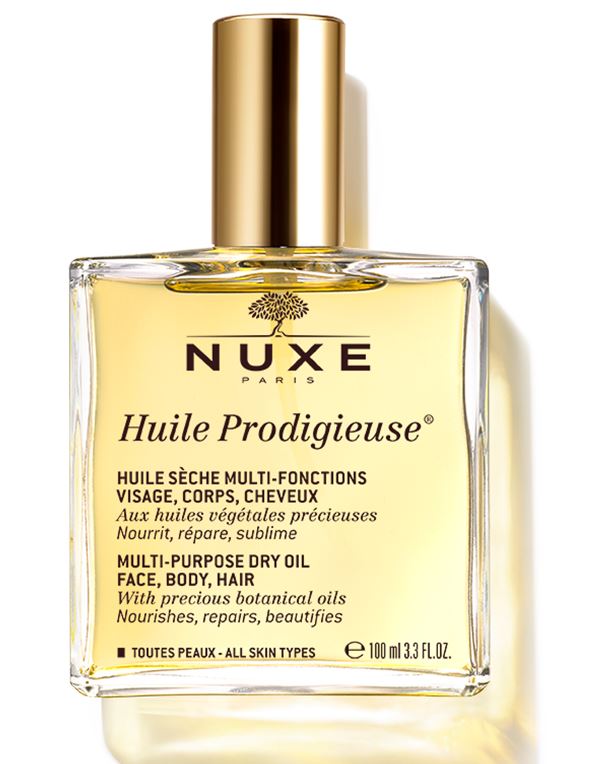 NUXE
PARIS
Huile Prodigieuse®
HUILE SÈCHE MULTI-FONCTIONS
VISAGE, CORPS, CHEVEUX
Aux huiles végétales précieuses
Nourrit, répare, sublime
MULTI-PURPOSE DRY OIL
FACE, BODY, HAIR
With precious botanical oils
Nourishes, repairs, beautifies
■ TOUTES PEAUX - ALL SKIN TYPES ℮ 100 ml 3.3 FL.OZ.